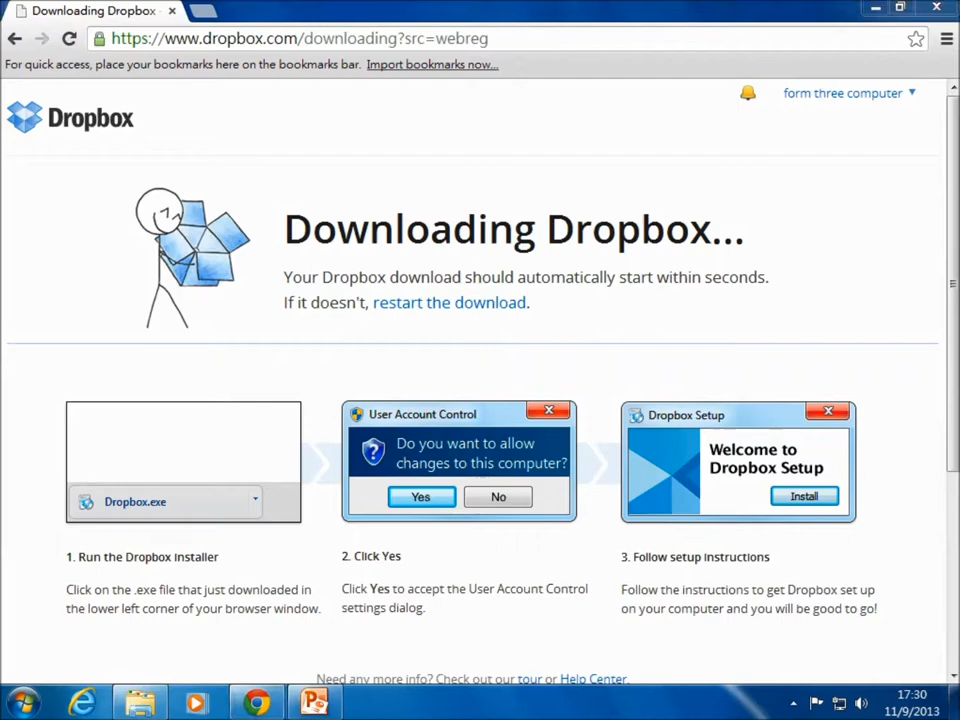 Downloading Dropbox -
https://www.dropbox.com/downloading?src=webreg
For quick access, place your bookmarks here on the bookmarks bar. Import bookmarks now...
form three computer
Dropbox
Downloading Dropbox...
Your Dropbox download should automatically start within seconds.
If it doesn't, restart the download.
Dropbox.exe
User Account Control
Do you want to allow
changes to this computer?
Yes No
Dropbox Setup
Welcome to
Dropbox Setup
Install
1. Run the Dropbox installer
Click on the .exe file that just downloaded in
the lower left corner of your browser window.
2. Click Yes
Click Yes to accept the User Account Control
settings dialog.
3. Follow setup instructions
Follow the instructions to get Dropbox set up
on your computer and you will be good to go!
Need any more info? Check out our tour or Help Center.
17:30
11/9/2013